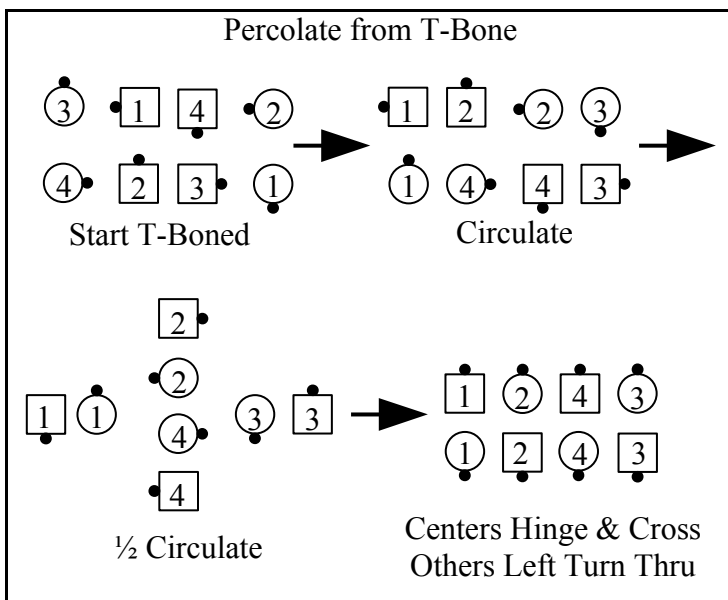 Percolate from T-Bone
3 1 4 2
4 2 3 1
Start T-Boned
1 2 2 3
1 4 4 3
Circulate
2
2
1 1 3 3
4
4
½ Circulate
1 2 4 3
1 2 4 3
Centers Hinge & Cross
Others Left Turn Thru